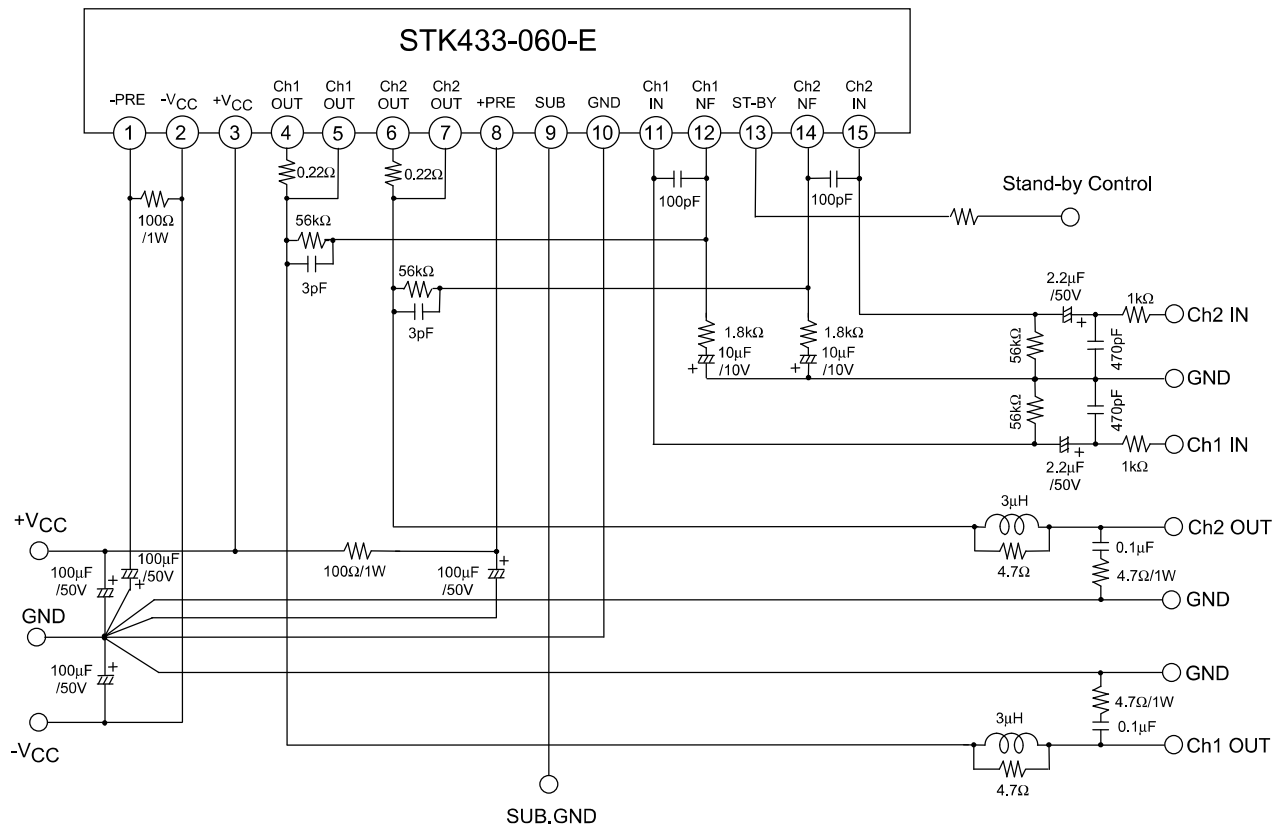 STK433-060-E
-PRE
-VCC
+VCC
Ch1
OUT
Ch1
OUT
Ch2
OUT
Ch2
OUT
+PRE
SUB
GND
Ch1
IN
Ch1
NF
ST-BY
Ch2
NF
Ch2
IN
1
2
3
4
5
6
7
8
9
10
11
12
13
14
15
0.22Ω
0.22Ω
100pF
100pF
Stand-by Control
100Ω
/1W
56kΩ
3pF
56kΩ
3pF
2.2µF
/50V
+
1kΩ
Ch2 IN
1.8kΩ
10µF
/10V
+
1.8kΩ
10µF
/10V
+
56kΩ
470pF
GND
56kΩ
470pF
2.2µF
/50V
+
1kΩ
Ch1 IN
3µH
4.7Ω
Ch2 OUT
0.1µF
4.7Ω/1W
GND
+VCC
100µF
/50V
+
100µF
/50V
+
100Ω/1W
100µF
/50V
+
GND
100µF
/50V
+
-VCC
GND
4.7Ω/1W
0.1µF
3µH
4.7Ω
Ch1 OUT
SUB.GND